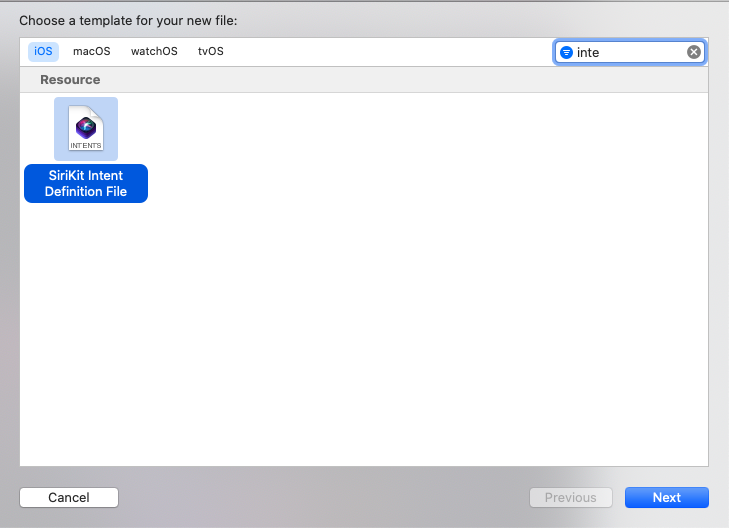 Choose a template for your new file:
iOS macOS watchOS tvOS inte
Resource
INTENTS
SiriKit Intent
Definition File
Cancel Previous Next